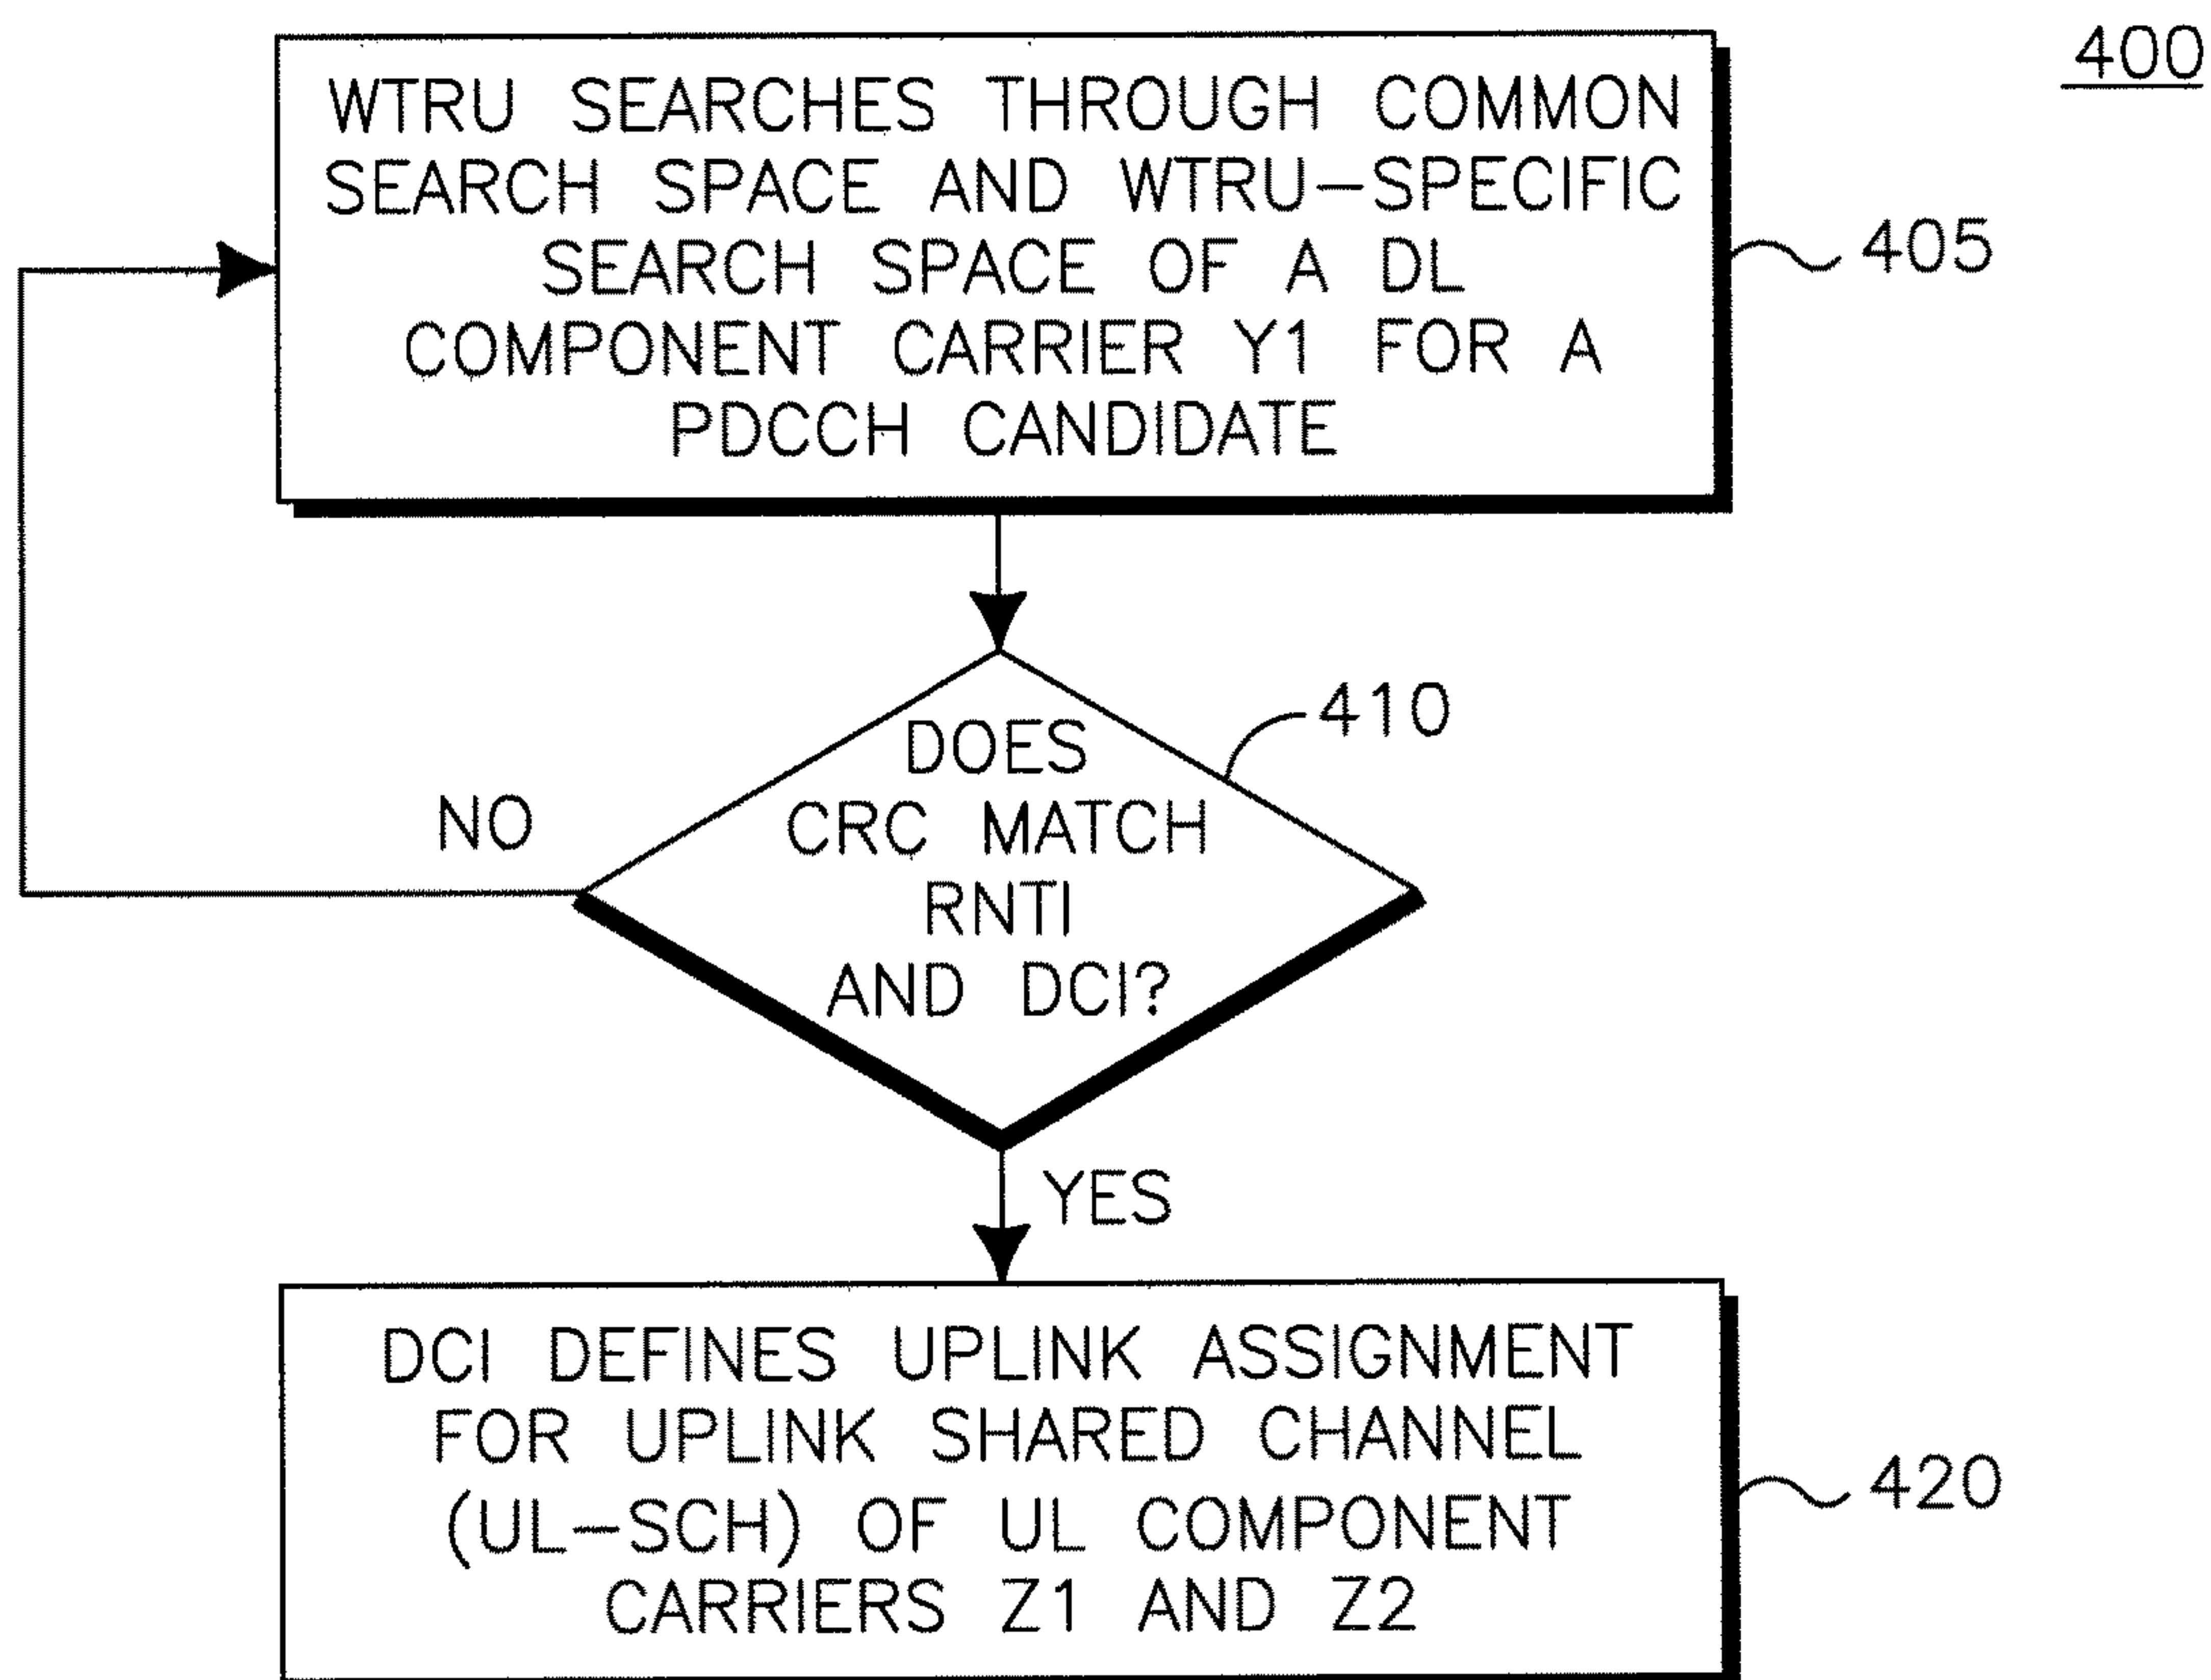 400
WTRU SEARCHES THROUGH COMMON
SEARCH SPACE AND WTRU-SPECIFIC
SEARCH SPACE OF A DL
COMPONENT CARRIER Y1 FOR A
PDCCH CANDIDATE
405
DOES
CRC MATCH
RNTI
AND DCI?
410
NO
YES
DCI DEFINES UPLINK ASSIGNMENT
FOR UPLINK SHARED CHANNEL
(UL-SCH) OF UL COMPONENT
CARRIERS Z1 AND Z2
420